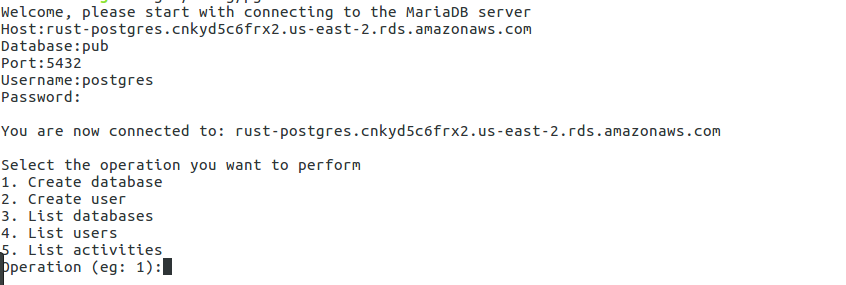 Welcome, please start with connecting to the MariaDB server
Host:rust-postgres.cnkyd5c6frx2.us-east-2.rds.amazonaws.com
Database:pub
Port:5432
Username:postgres
Password:
You are now connected to: rust-postgres.cnkyd5c6frx2.us-east-2.rds.amazonaws.com
Select the operation you want to perform
1. Create database
2. Create user
3. List databases
4. List users
5. List activities
Operation (eg: 1):